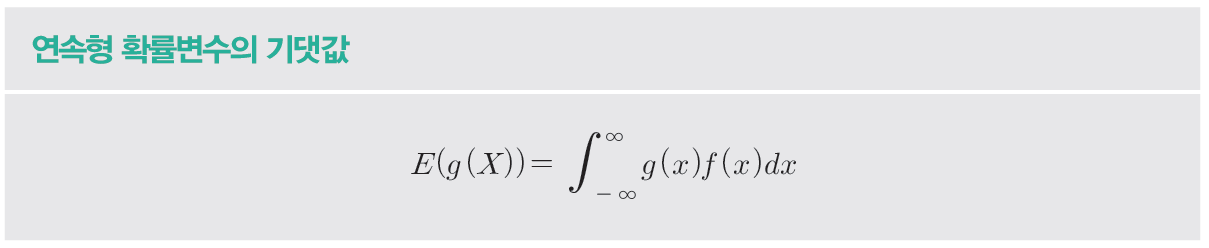 연속형 확률변수의 기댓값
E(g(X))= ∫_{-∞}^{∞} g(x)f(x)dx